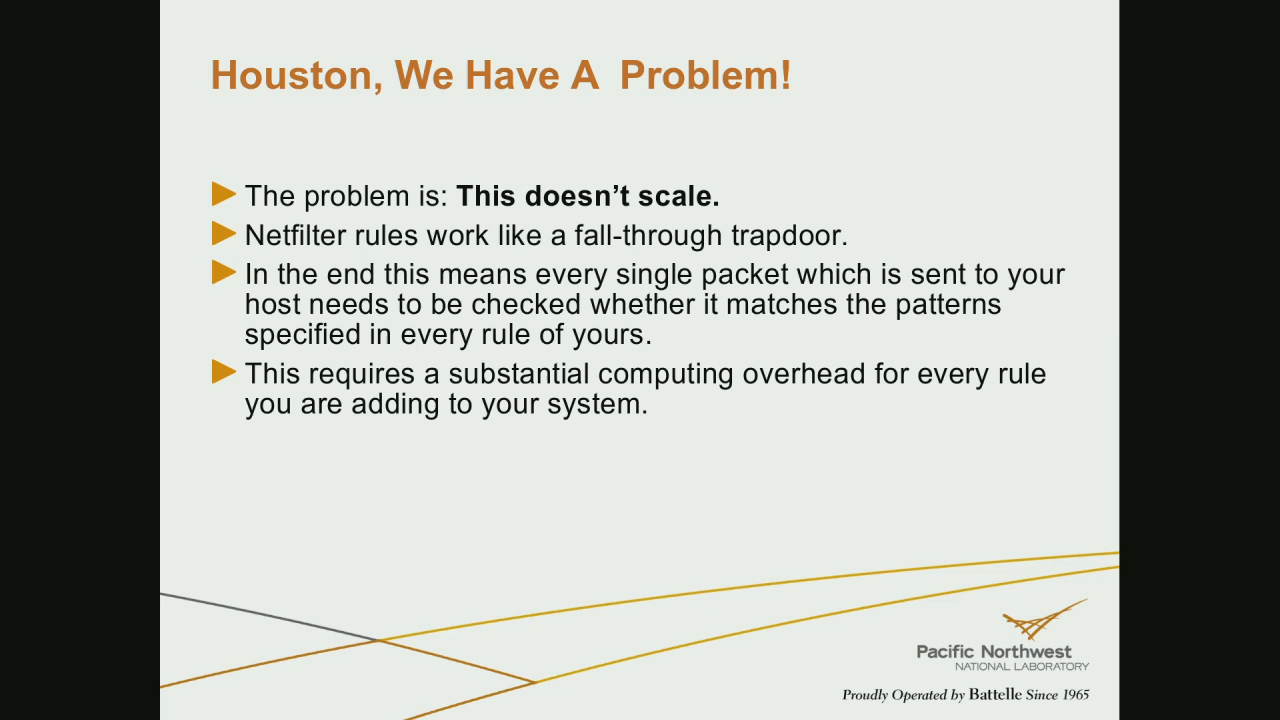 Houston, We Have A  Problem!
The problem is: This doesn't scale.
Netfilter rules work like a fall-through trapdoor.
In the end this means every single packet which is sent to your
host needs to be checked whether it matches the patterns
specified in every rule of yours.
This requires a substantial computing overhead for every rule
you are adding to your system.
Pacific Northwest
NATIONAL LABORATORY
Proudly Operated by Battelle Since 1965